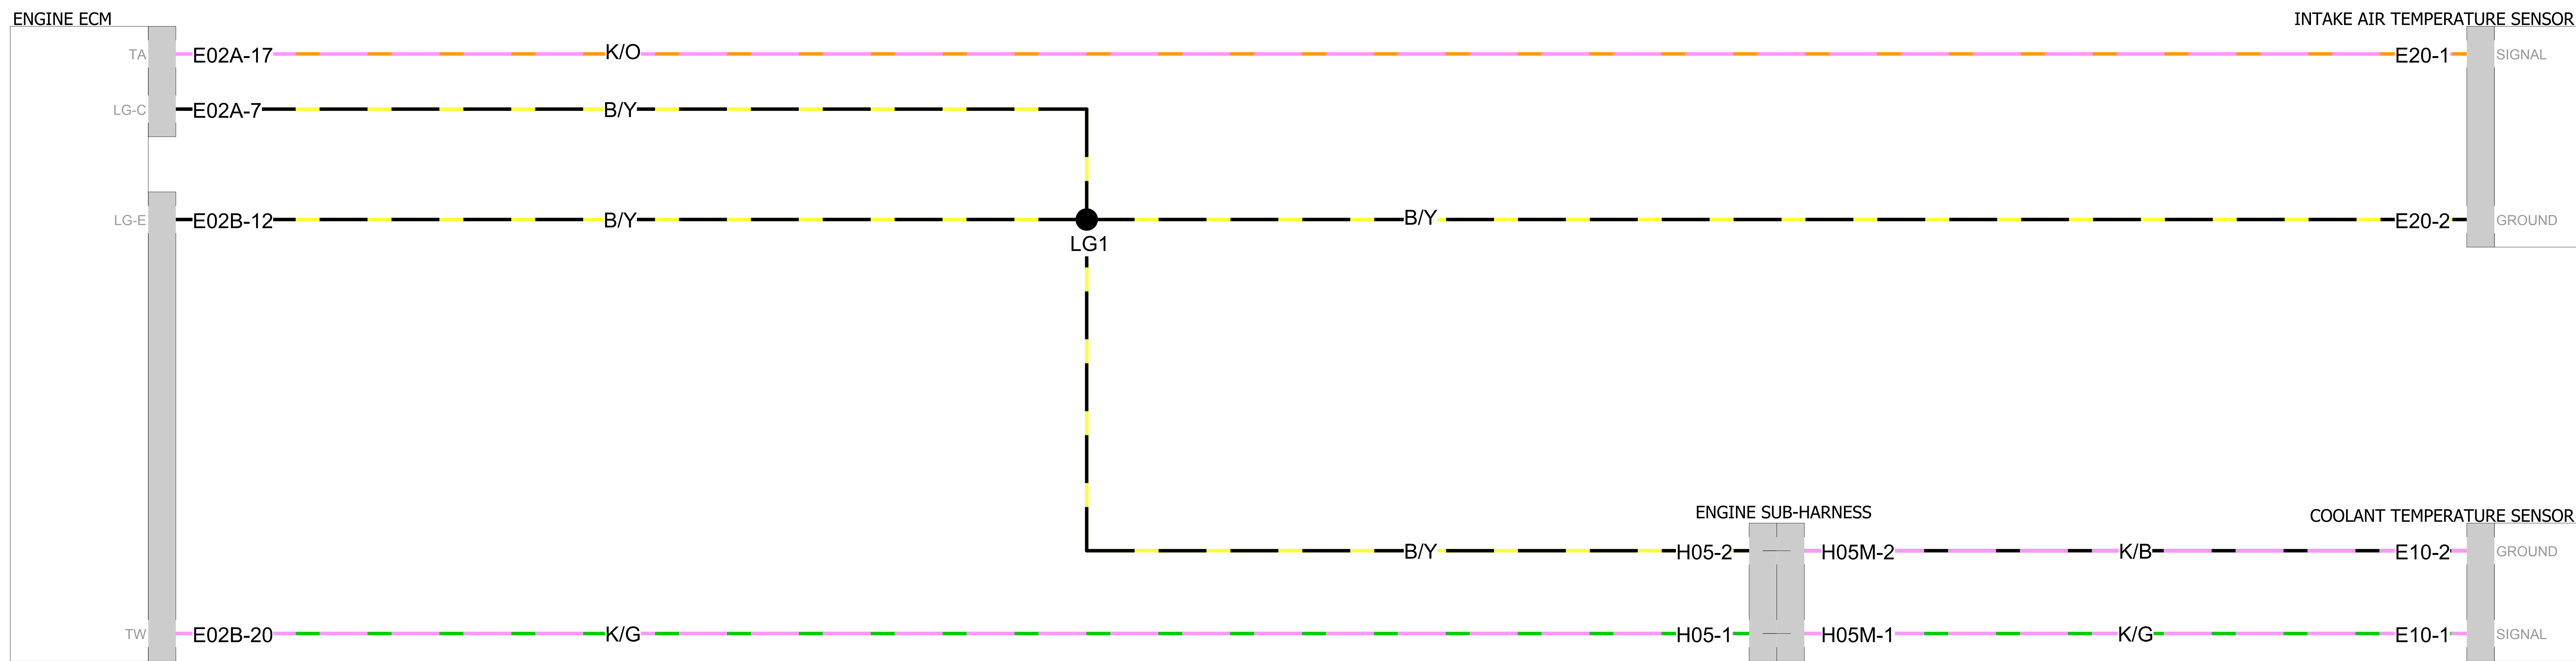 ENGINE ECM INTAKE AIR TEMPERATURE SENSOR
TA E02A-17 K/O E20-1 SIGNAL
LG-C E02A-7 B/Y
LG-E E02B-12 B/Y B/Y E20-2 GROUND
LG1
ENGINE SUB-HARNESS COOLANT TEMPERATURE SENSOR
B/Y H05-2 H05M-2 K/B E10-2 GROUND
TW E02B-20 K/G H05-1 H05M-1 K/G E10-1 SIGNAL